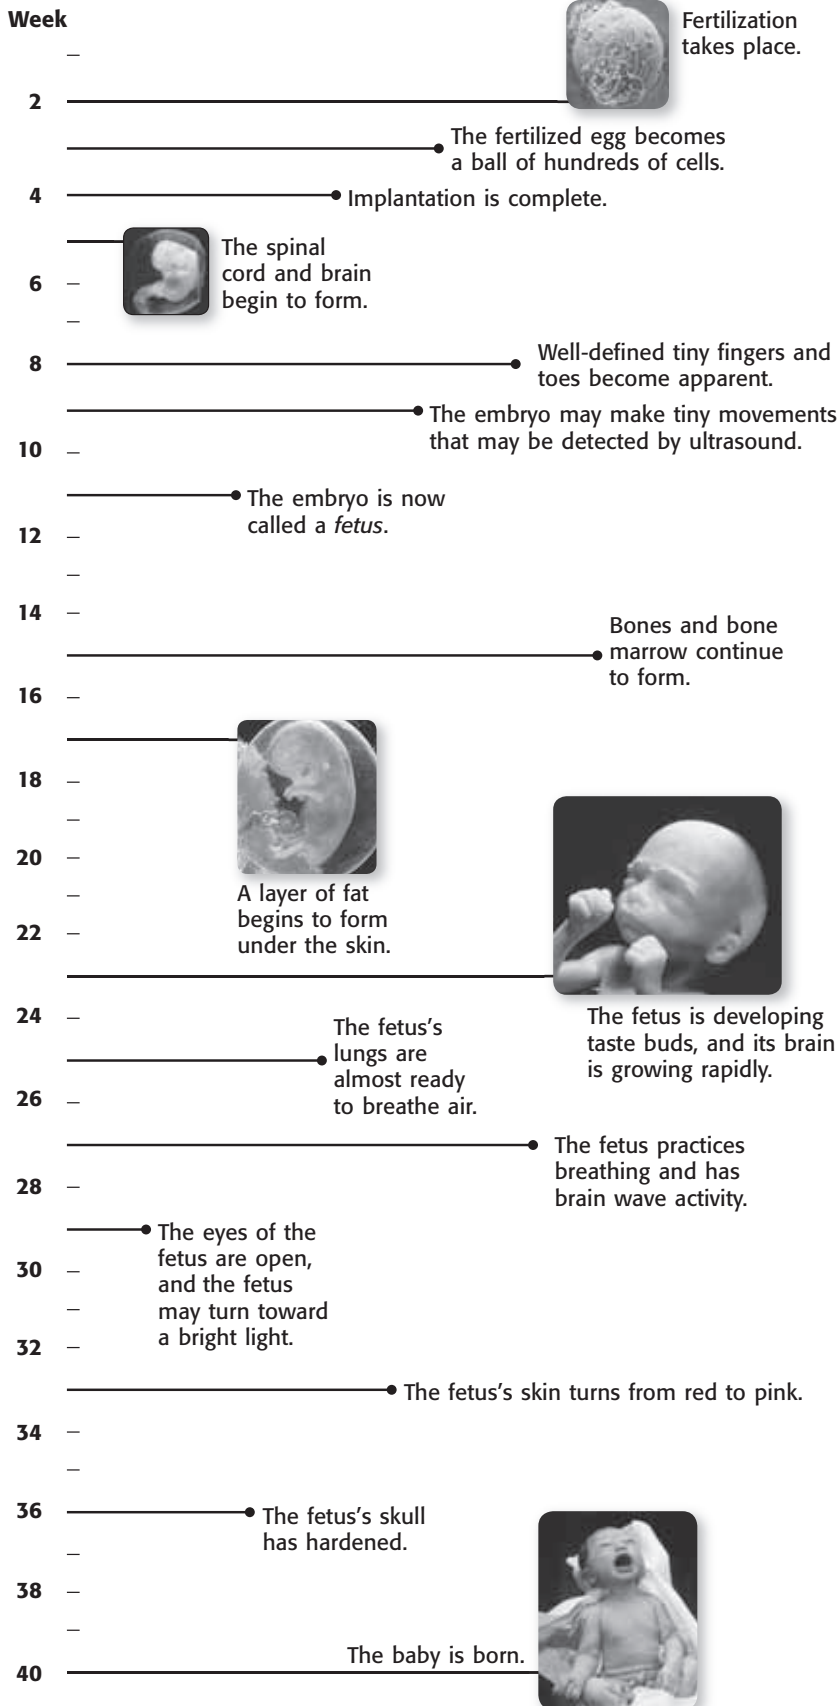 Week
Fertilization
takes place.
2
The fertilized egg becomes
a ball of hundreds of cells.
4
Implantation is complete.
The spinal
cord and brain
begin to form.
6
8
Well-defined tiny fingers and
toes become apparent.
The embryo may make tiny movements
that may be detected by ultrasound.
10
The embryo is now
called a fetus.
12
14
Bones and bone
marrow continue
to form.
16
18
20
A layer of fat
begins to form
under the skin.
22
24
The fetus is developing
taste buds, and its brain
is growing rapidly.
The fetus's
lungs are
almost ready
to breathe air.
26
The fetus practices
breathing and has
brain wave activity.
28
The eyes of the
fetus are open,
and the fetus
may turn toward
a bright light.
30
32
The fetus's skin turns from red to pink.
34
36
The fetus's skull
has hardened.
38
The baby is born.
40